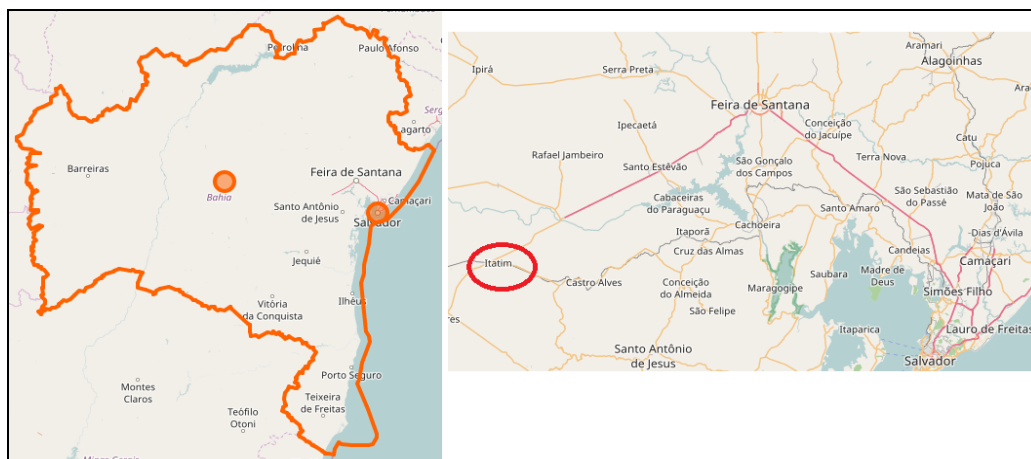 Petrolina
Paulo Afonso
Lagarto
Barreiras
Bahia
Feira de Santana
Camaçari
Santo Antônio
de Jesus
Salvador
Jequié
Ilhéus
Vitória
da Conquista
Porto Seguro
Montes
Claros
Teixeira
de Freitas
Teófilo
Otoni
Minas Gerais
Aramari
Alagoinhas
Ipirá
Serra Preta
Feira de Santana
Conceição
do Jacuípe
Ipecaetá
Catu
Rafael Jambeiro
Santo Estêvão
São Gonçalo
dos Campos
Terra Nova
Pojuca
Cabaceiras
do Paraguaçu
São Sebastião
do Passé
Mata de São
João
Santo Amaro
Cachoeira
Itaporã
Dias d'Ávila
Cruz das Almas
Candeias
Camaçari
Itatim
Castro Alves
Conceição
do Almeida
Maragogipe
Saubara
Madre de
Deus
Simões Filho
São Felipe
Itaparica
Lauro de Freitas
Santo Antônio
de Jesus
Salvador